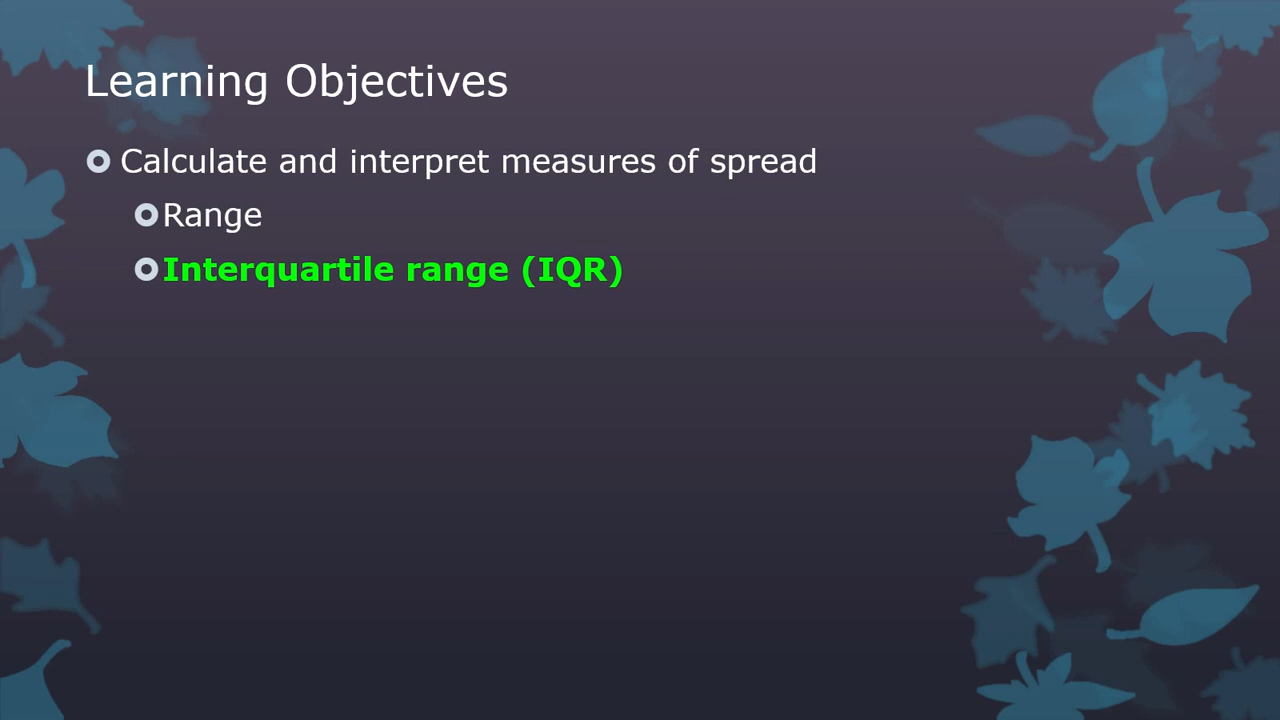 Learning Objectives
Calculate and interpret measures of spread
Range
Interquartile range (IQR)